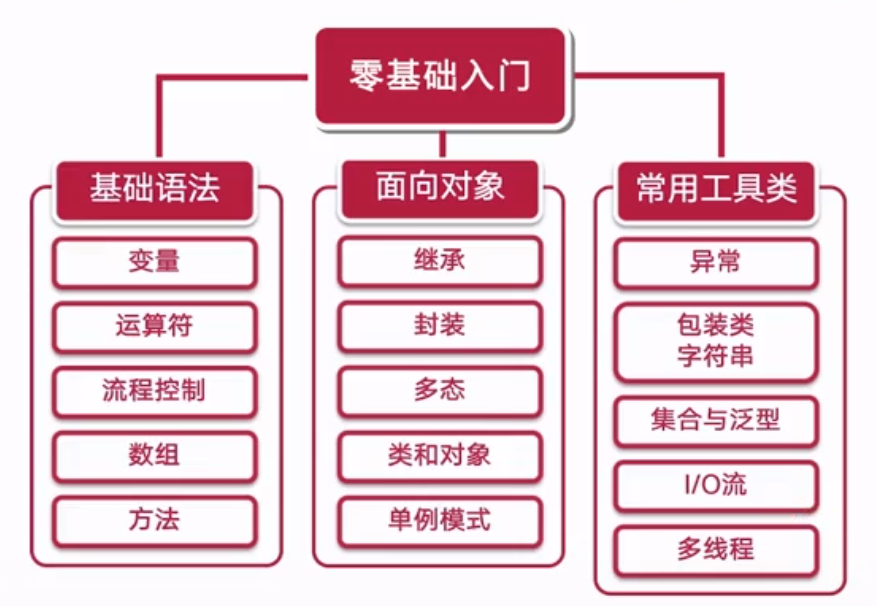 零基础入门
基础语法
变量
运算符
流程控制
数组
方法
面向对象
继承
封装
多态
类和对象
单例模式
常用工具类
异常
包装类
字符串
集合与泛型
I/O流
多线程